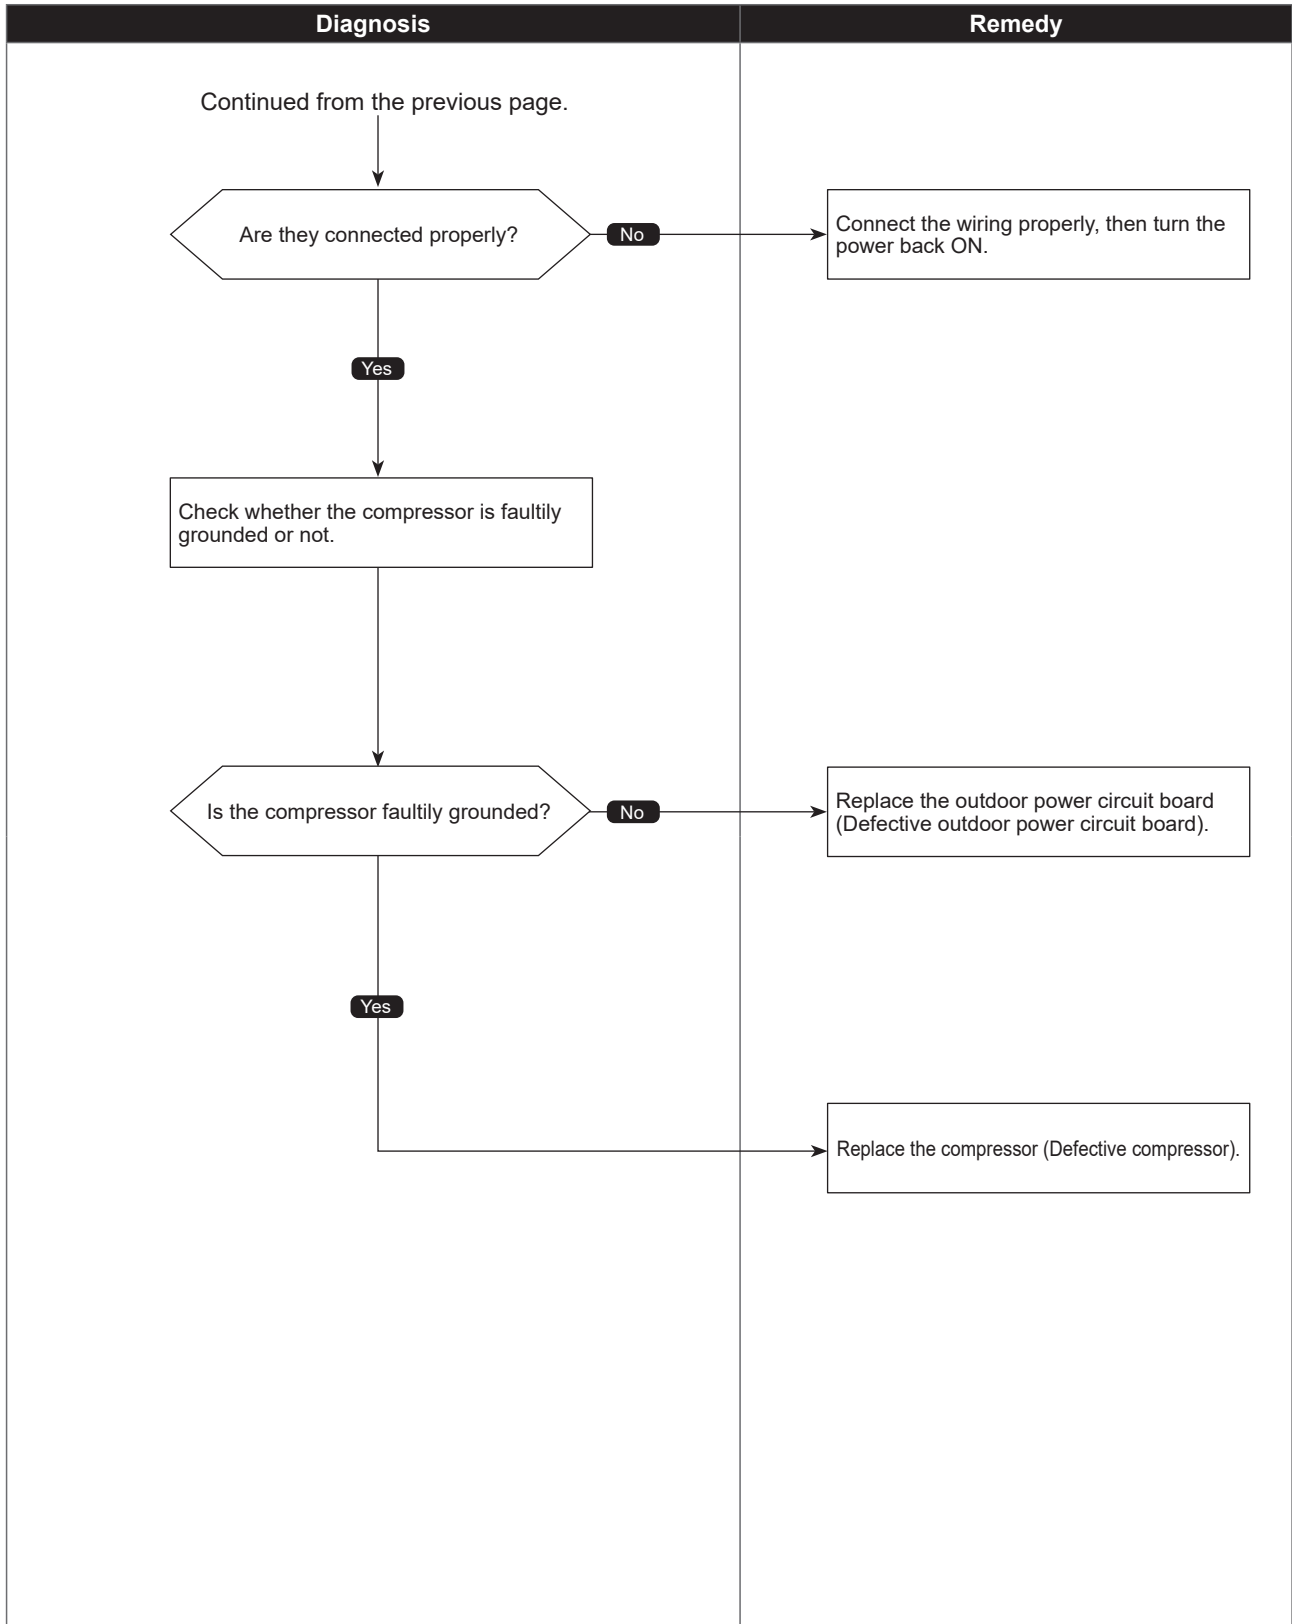 Diagnosis
Remedy
Continued from the previous page.
Are they connected properly?
No
Connect the wiring properly, then turn the
power back ON.
Yes
Check whether the compressor is faultily
grounded or not.
Is the compressor faultily grounded?
No
Replace the outdoor power circuit board
(Defective outdoor power circuit board).
Yes
Replace the compressor (Defective compressor).